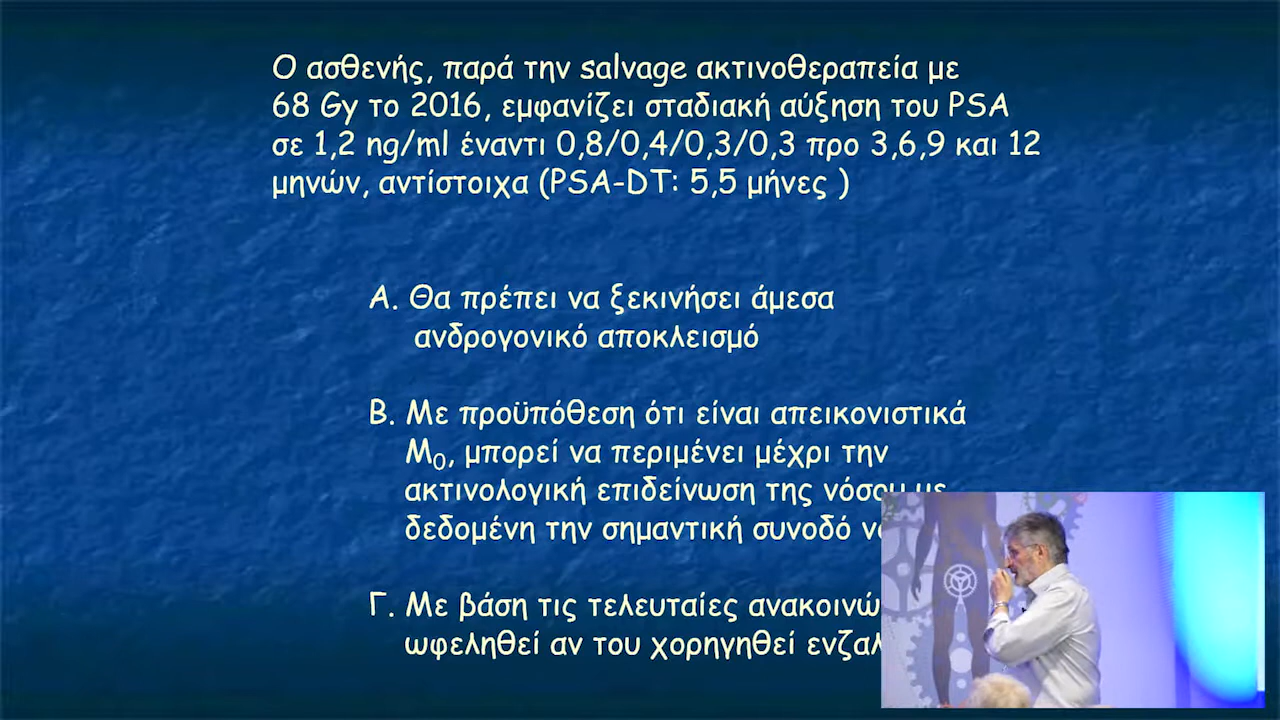 Ο ασθενής, παρά την salvage ακτινοθεραπεία με
68 Gy το 2016, εμφανίζει σταδιακή αύξηση του PSA
σε 1,2 ng/ml έναντι 0,8/0,4/0,3/0,3 προ 3,6,9 και 12
μηνών, αντίστοιχα (PSA-DT: 5,5 μήνες )
Α. Θα πρέπει να ξεκινήσει άμεσα
ανδρογονικό αποκλεισμό
Β. Με προϋπόθεση ότι είναι απεικονιστικά
Μ0, μπορεί να περιμένει μέχρι την
ακτινολογική επιδείνωση της νόσου με
δεδομένη την σημαντική συνοδό
Γ. Με βάση τις τελευταίες
ωφεληθεί αν του χορηγηθεί